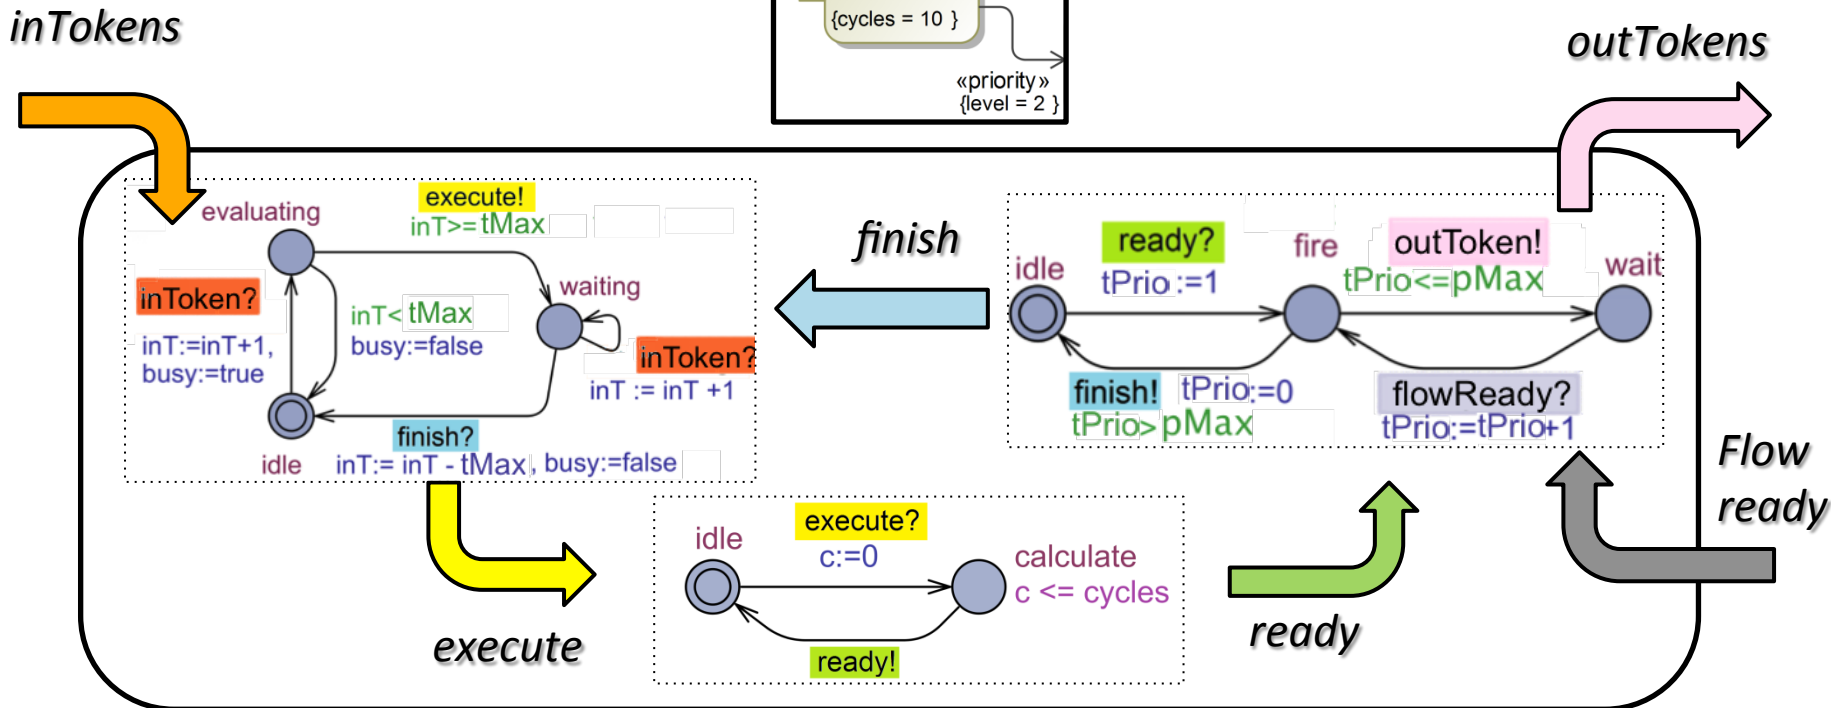 inTokens
{cycles = 10 }
«priority»
{level = 2 }
outTokens
evaluating
execute!
inT>= tMax
inToken?
inT:=inT+1,
busy:=true
inT< tMax
busy:=false
waiting
inToken?
inT := inT +1
finish?
idle
inT:= inT - tMax , busy:=false
finish
idle
ready?
tPrio :=1
fire
outToken!
tPrio<=pMax
wait
finish! tPrio:=0
tPrio> pMax
flowReady?
tPrio:=tPrio+1
Flow
ready
execute
idle
execute?
c:=0
calculate
c <= cycles
ready!
ready